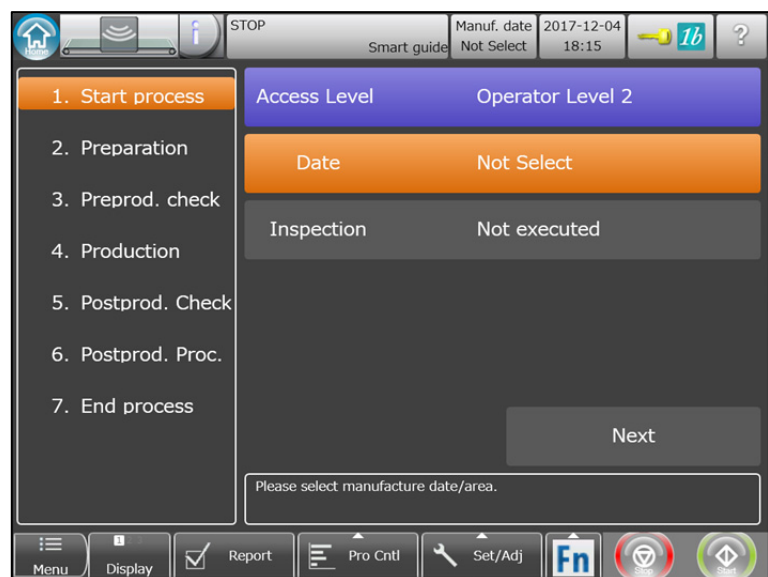 Home
i
STOP
Smart guide
Manuf. date
Not Select
2017-12-04
18:15
1b
?
1. Start process
2. Preparation
3. Preprod. check
4. Production
5. Postprod. Check
6. Postprod. Proc.
7. End process
Access Level Operator Level 2
Date Not Select
Inspection Not executed
Next
Please select manufacture date/area.
Menu
1 2 3
Display
Report
Pro Cntl
Set/Adj
Fn
Stop
Start